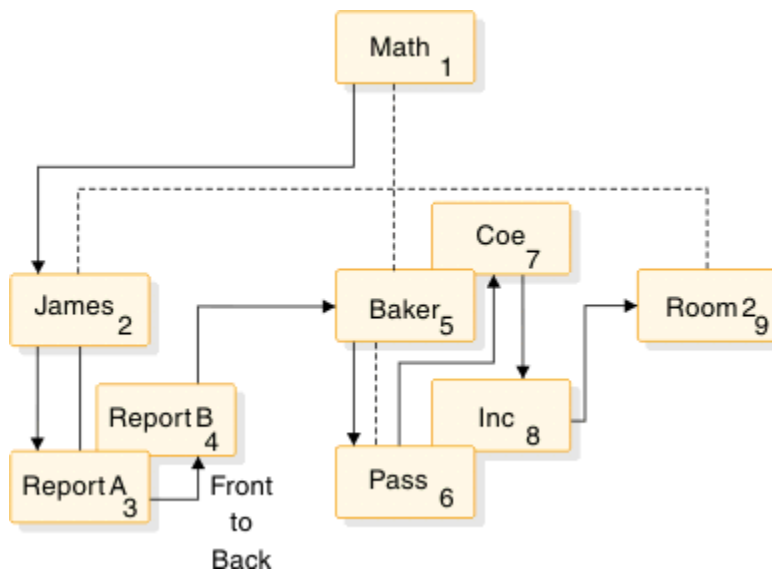 Math
1
Coe
7
James
2
Baker
5
Room 2
9
Report B
4
Inc
8
Report A
3
Pass
6
Front
to
Back